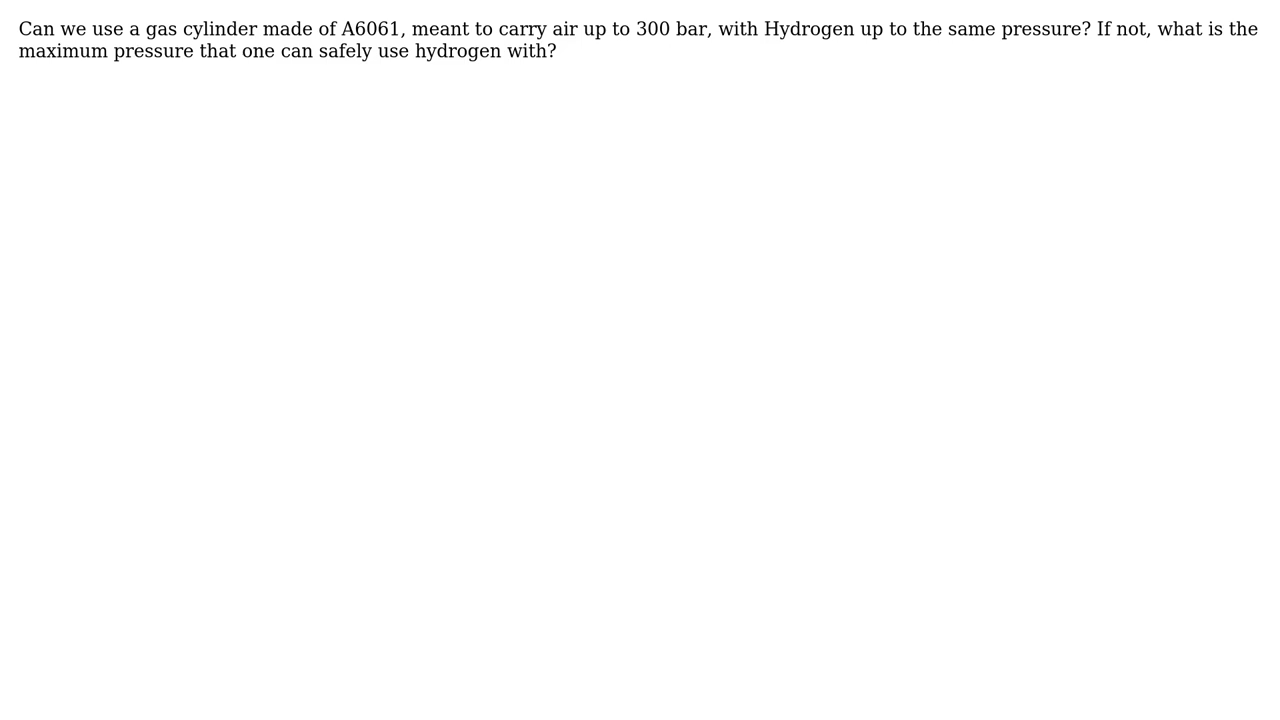 Can we use a gas cylinder made of A6061, meant to carry air up to 300 bar, with Hydrogen up to the same pressure? If not, what is the
maximum pressure that one can safely use hydrogen with?